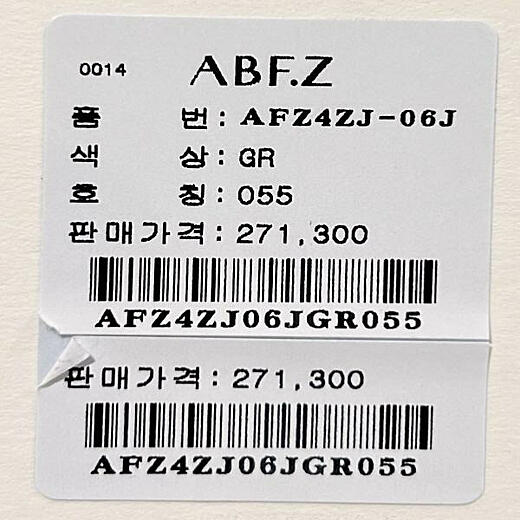 0014 ABF.Z
품 번 : AFZ4ZJ-06J
색 상 : GR
호 칭 : 055
판매가격 : 271,300
AFZ4ZJ06JGR055
판매가격 : 271,300
AFZ4ZJ06JGR055